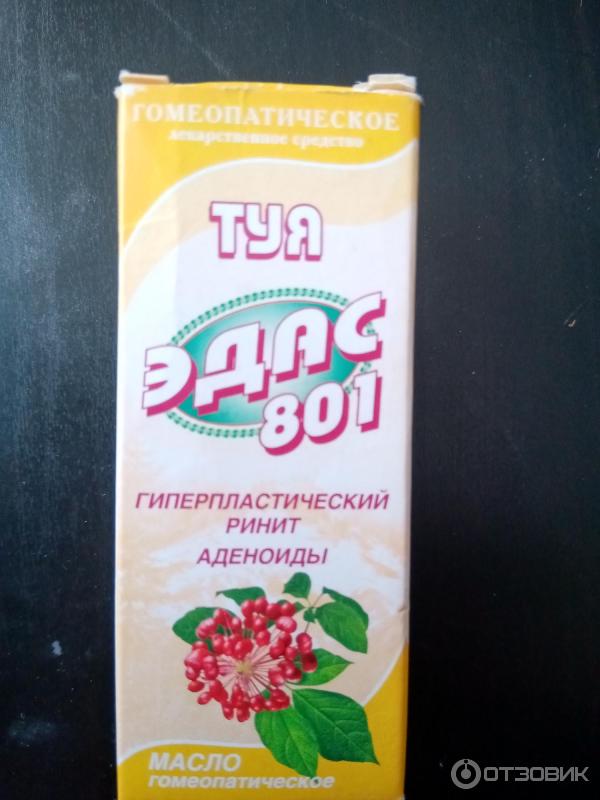 ГОМЕОПАТИЧЕСКОЕ
лекарственное средство
ТУЯ
ЭДАС
801
ГИПЕРПЛАСТИЧЕСКИЙ
РИНИТ
АДЕНОИДЫ
МАСЛО
гомеопатическое
ОТЗОВИК